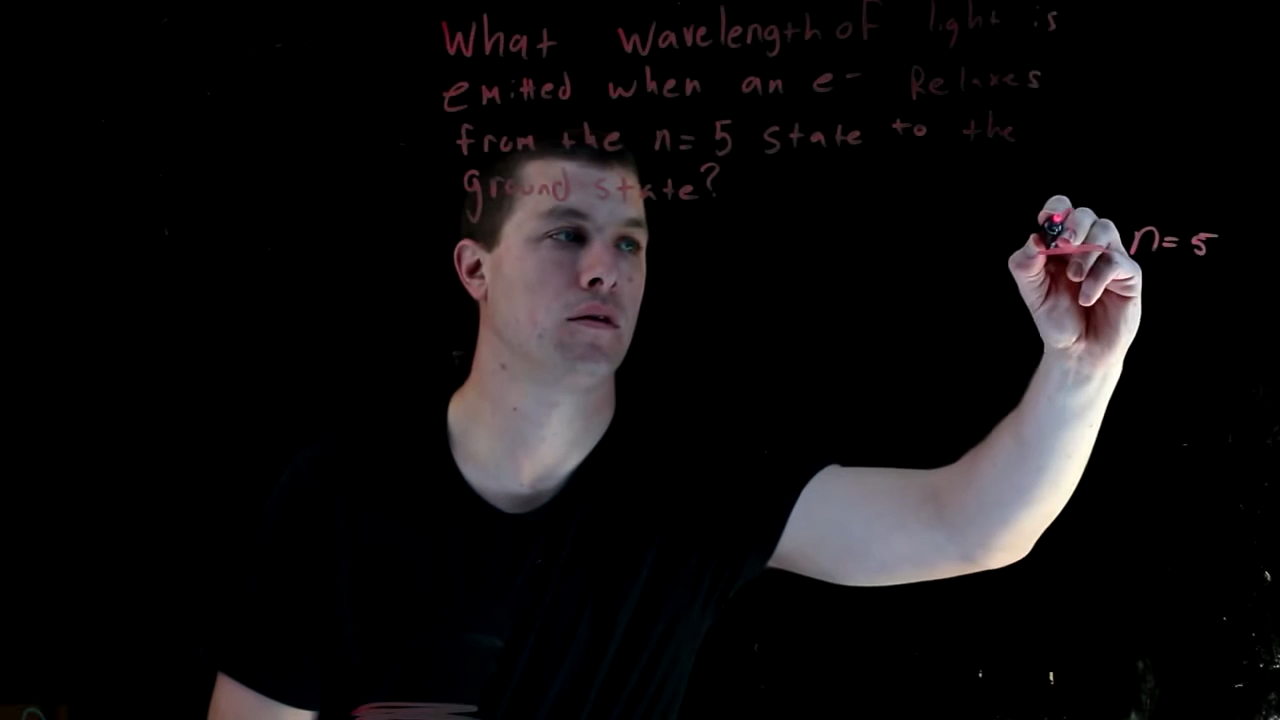 What wavelength of light is
emitted when an e- Relaxes
from the n=5 state to the
ground state?
n=5